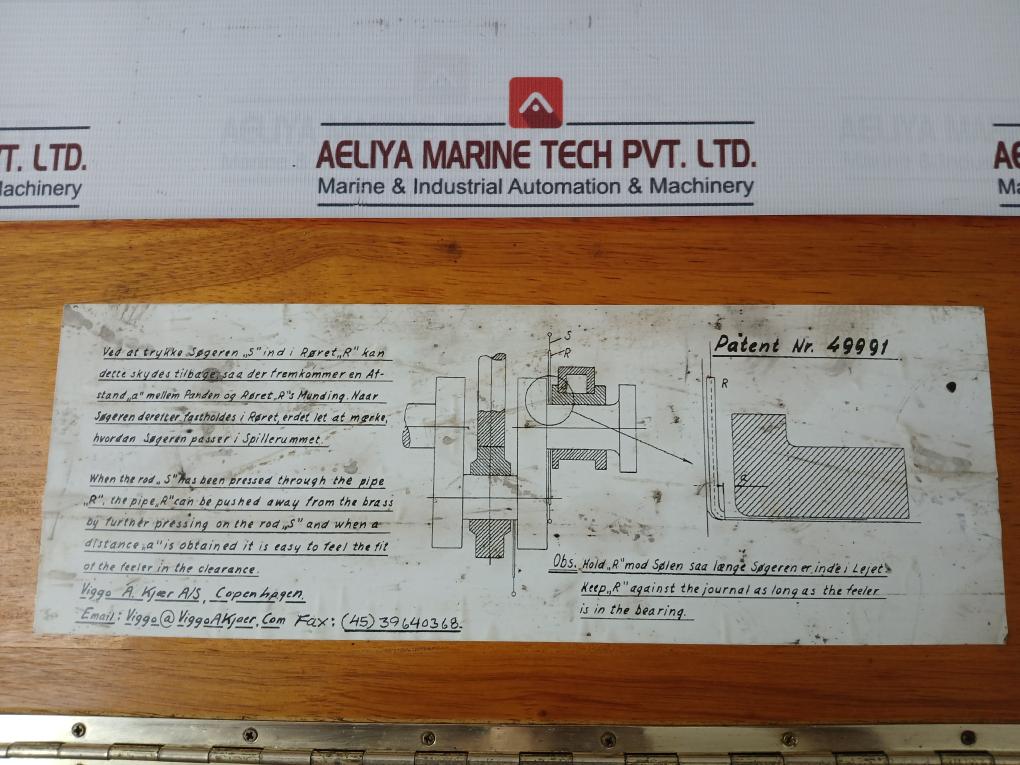 T. LTD.
Machinery
AELIYA MARINE TECH PVT. LTD.
Marine & Industrial Automation & Machinery
AE
Ma
Ved at trykke Søgeren „S" ind i Røret „R" kan
dette skydes tilbage, saa der fremkommer en Af-
stand „a" mellem Panden og Røret „R"s Munding. Naar
Søgeren derefter fastholdes i Røret, er det let at mærke,
hvordan Søgeren passer i Spillerummet.
When the rod „S" has been pressed through the pipe
„R", the pipe „R" can be pushed away from the brass
by further pressing on the rod „S" and when a
distance „a" is obtained it is easy to feel the fit
of the feeler in the clearance.
Viggo A. Kjær A/S, Copenhagen.
Email: Viggo@ViggoAKjaer.Com Fax: (45) 39640368.
S
R
Patent Nr. 49991
R
a
Obs. Hold „R" mod Sølen saa længe Søgeren er inde i Lejet
Keep „R" against the journal as long as the feeler
is in the bearing.